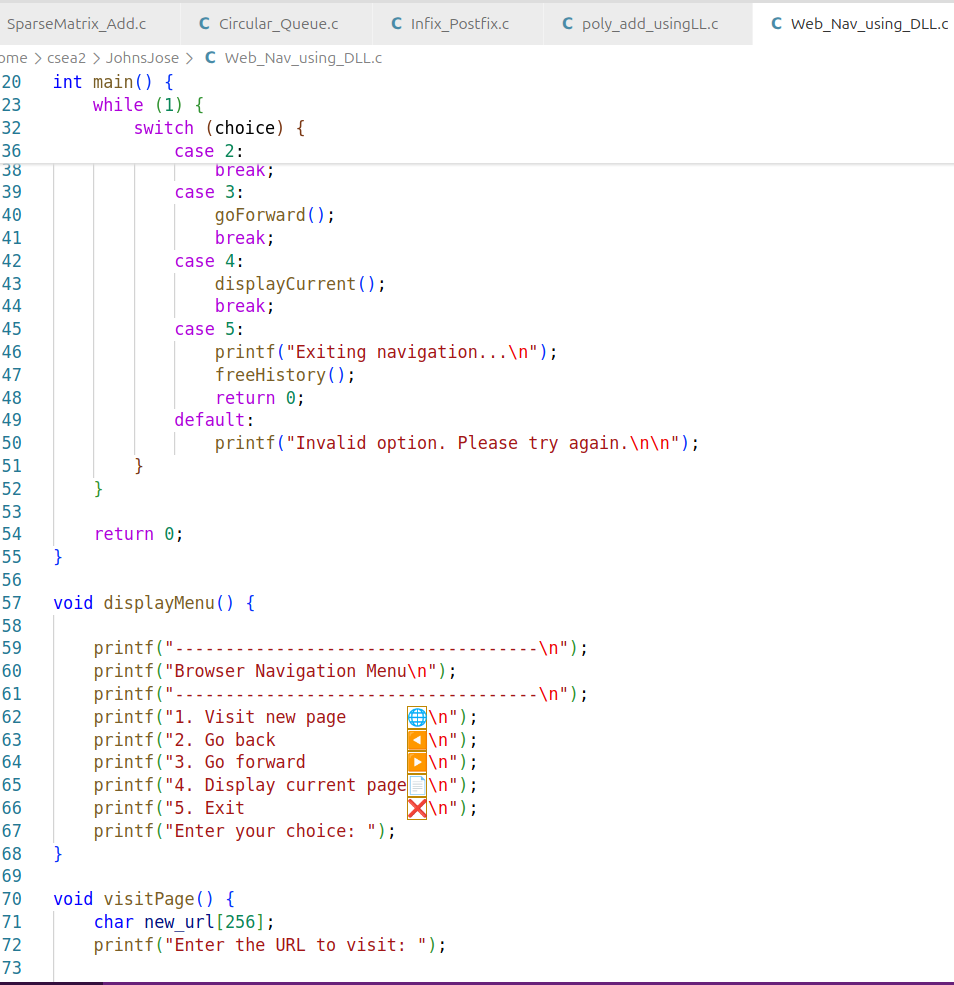 SparseMatrix_Add.c C Circular_Queue.c C Infix_Postfix.c C poly_add_usingLL.c C Web_Nav_using_DLL.c
ome > csea2 > JohnsJose > C Web_Nav_using_DLL.c
20 int main() {
23 while (1) {
32 switch (choice) {
36 case 2:
38 break;
39 case 3:
40 goForward();
41 break;
42 case 4:
43 displayCurrent();
44 break;
45 case 5:
46 printf("Exiting navigation...\n");
47 freeHistory();
48 return 0;
49 default:
50 printf("Invalid option. Please try again.\n\n");
51 }
52 }
53
54 return 0;
55 }
56
57 void displayMenu() {
58
59 printf("------------------------------------\n");
60 printf("Browser Navigation Menu\n");
61 printf("------------------------------------\n");
62 printf("1. Visit new page 🌐\n");
63 printf("2. Go back ◀️\n");
64 printf("3. Go forward ▶️\n");
65 printf("4. Display current page📄\n");
66 printf("5. Exit ❌\n");
67 printf("Enter your choice: ");
68 }
69
70 void visitPage() {
71 char new_url[256];
72 printf("Enter the URL to visit: ");
73